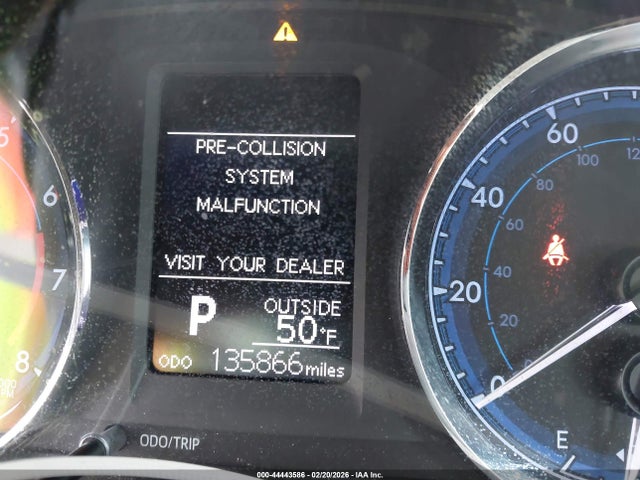 PRE-COLLISION
SYSTEM
MALFUNCTION
VISIT YOUR DEALER
P
OUTSIDE
50°F
ODO 135866 miles
ODO/TRIP
5
6
7
8
60
40
20
0
100
80
60
40
20
E
000-44443586 - 02/20/2026 - IAA Inc.